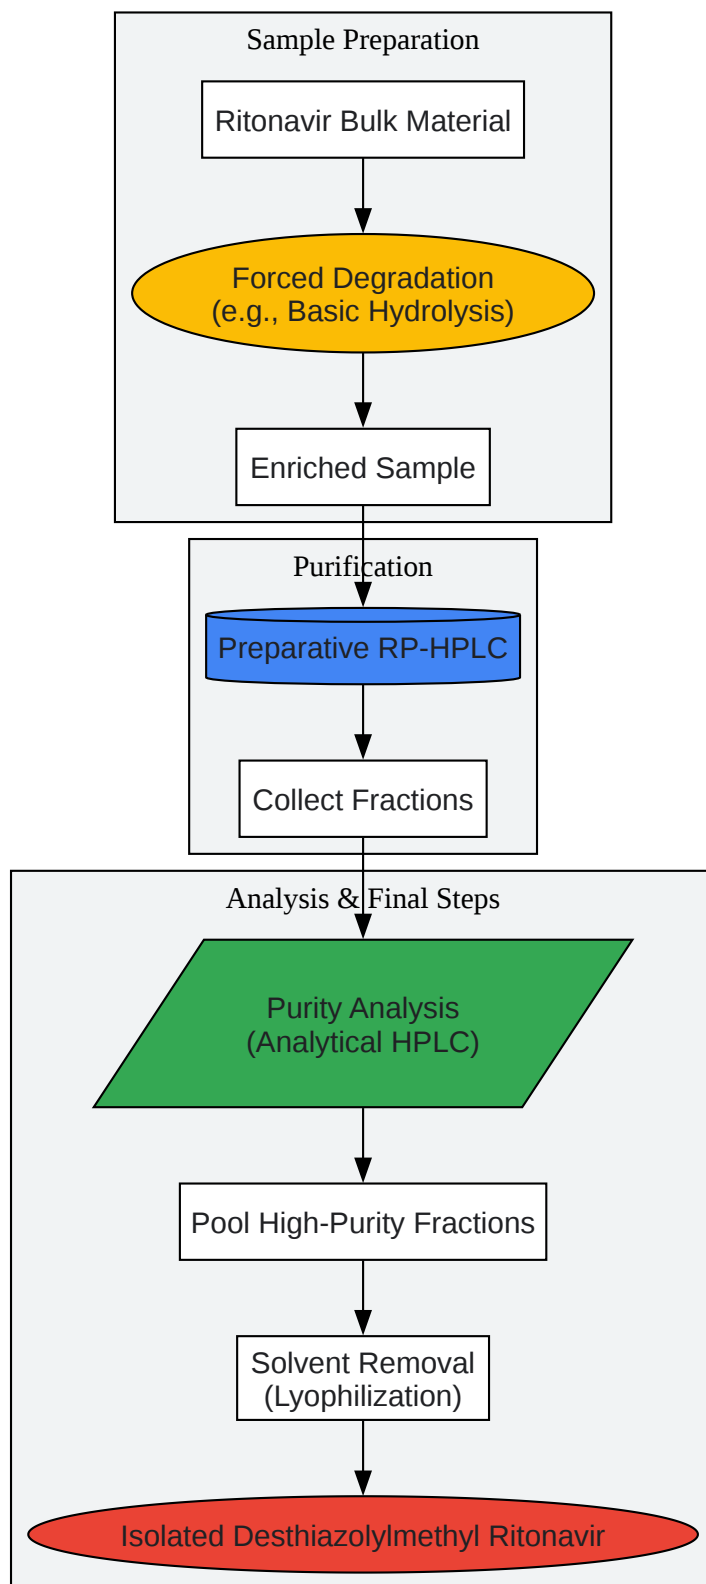 Sample Preparation
Ritonavir Bulk Material
Forced Degradation
(e.g., Basic Hydrolysis)
Enriched Sample
Purification
Preparative RP-HPLC
Collect Fractions
Analysis & Final Steps
Purity Analysis
(Analytical HPLC)
Pool High-Purity Fractions
Solvent Removal
(Lyophilization)
Isolated Desthiazolylmethyl Ritonavir